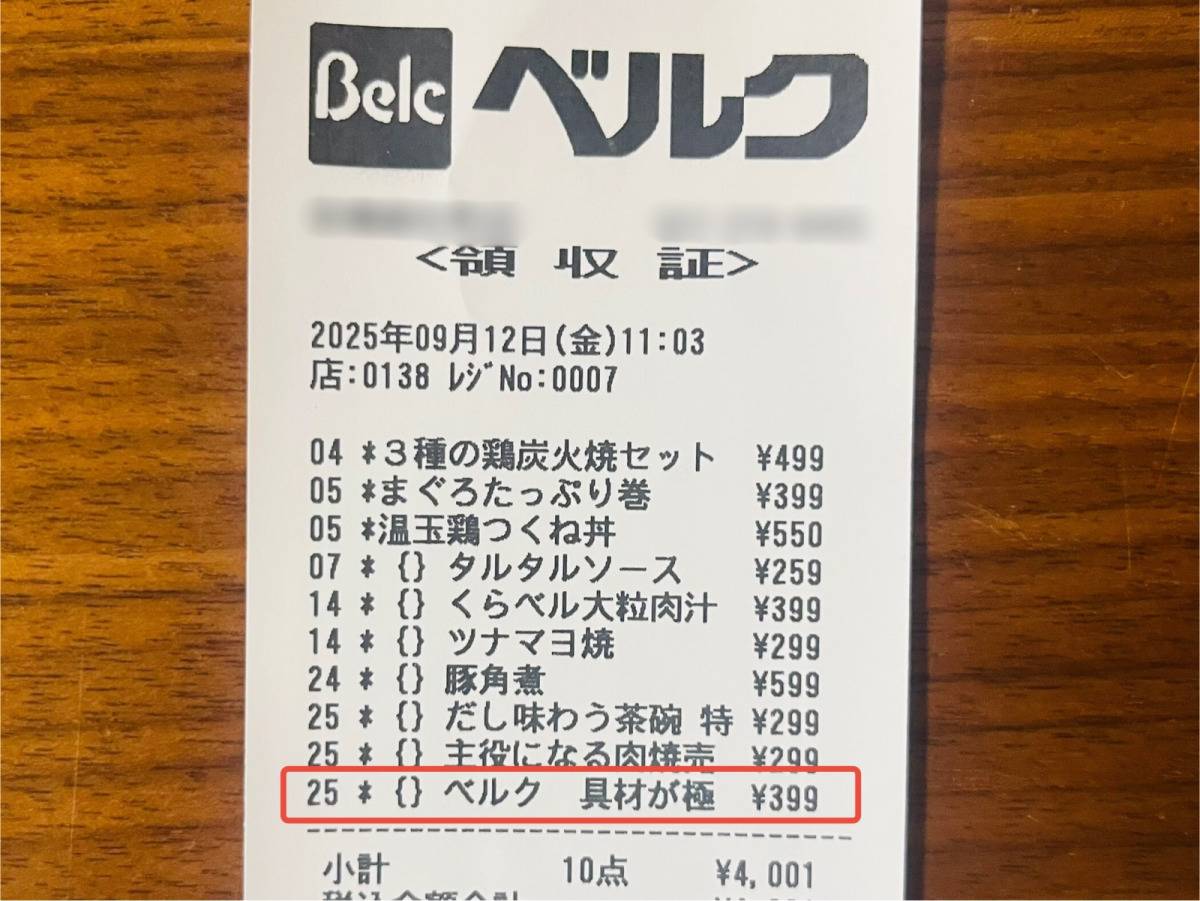 Belc ベルク
<領収証>
2025年09月12日(金)11:03
店:0138 ﾚｼﾞNo:0007
04 *３種の鶏炭火焼セット ¥499
05 *まぐろたっぷり巻 ¥399
05 *温玉鶏つくね丼 ¥550
07 * {} タルタルソース ¥259
14 * {} くらベル大粒肉汁 ¥399
14 * {} ツナマヨ焼 ¥299
24 * {} 豚角煮 ¥599
25 * {} だし味わう茶碗 特 ¥299
25 * {} 主役になる肉焼売 ¥299
25 * {} ベルク 具材が極 ¥399
小計 10点 ¥4,001